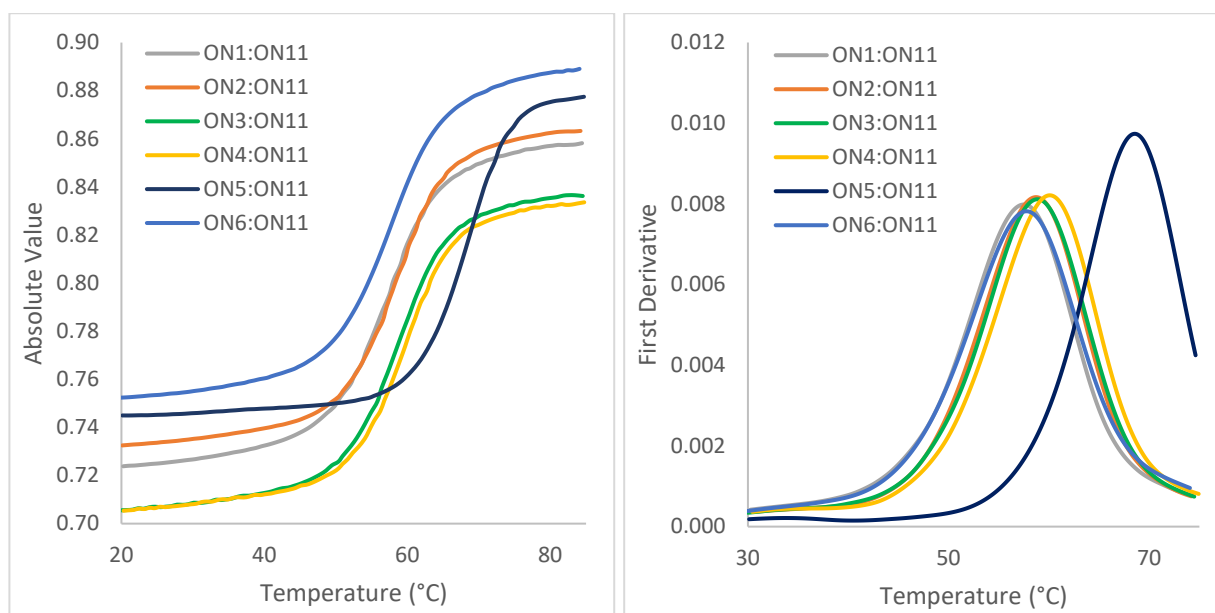 0.90
0.88
0.86
0.84
0.82
0.80
0.78
0.76
0.74
0.72
0.70
Absolute Value
ON1:ON11
ON2:ON11
ON3:ON11
ON4:ON11
ON5:ON11
ON6:ON11
20
40
60
80
Temperature (°C)
0.012
0.010
0.008
0.006
0.004
0.002
0.000
First Derivative
ON1:ON11
ON2:ON11
ON3:ON11
ON4:ON11
ON5:ON11
ON6:ON11
30
50
70
Temperature (°C)